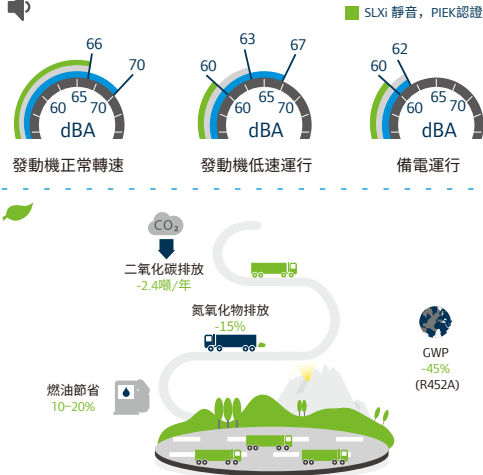 SLXi 靜音，PIEK認證
66
70
60
65
70
dBA
發動機正常轉速
60
63
67
60
65
70
dBA
發動機低速運行
60
62
60
65
70
dBA
備電運行
CO₂
二氧化碳排放
-2.4噸/年
氮氧化物排放
-15%
燃油節省
10–20%
GWP
-45%
(R452A)